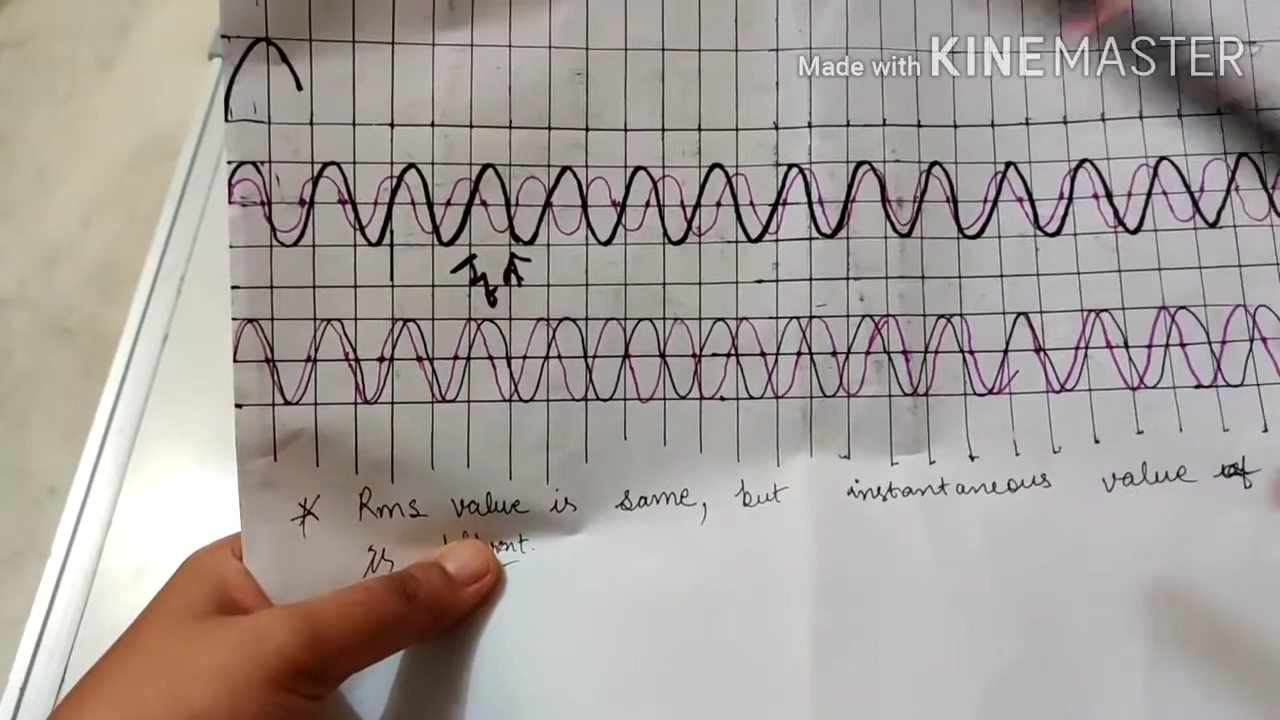 Made with KINEMASTER
* Rms value is same, but instantaneous value
is